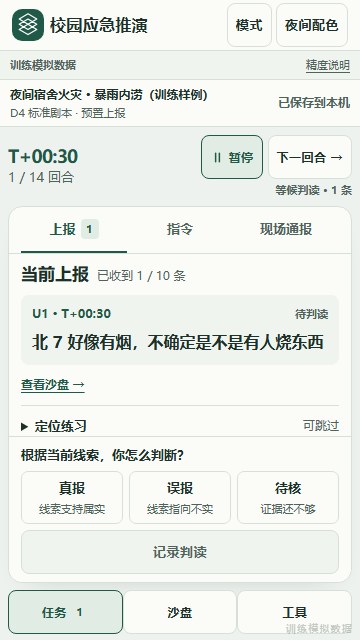 校园应急推演
模式
夜间配色
训练模拟数据
精度说明
夜间宿舍火灾·暴雨内涝（训练样例）
D4 标准剧本·预置上报
已保存到本机
T+00:30
1 / 14 回合
暂停
下一回合 →
等候判读·1 条
上报 1
指令
现场通报
当前上报 已收到 1 / 10 条
U1·T+00:30
待判读
北 7 好像有烟，不确定是不是有人烧东西
查看沙盘 →
定位练习
可跳过
根据当前线索，你怎么判断？
真报
线索支持属实
误报
线索指向不实
待核
证据还不够
记录判读
任务 1
沙盘
工具
训练模拟数据